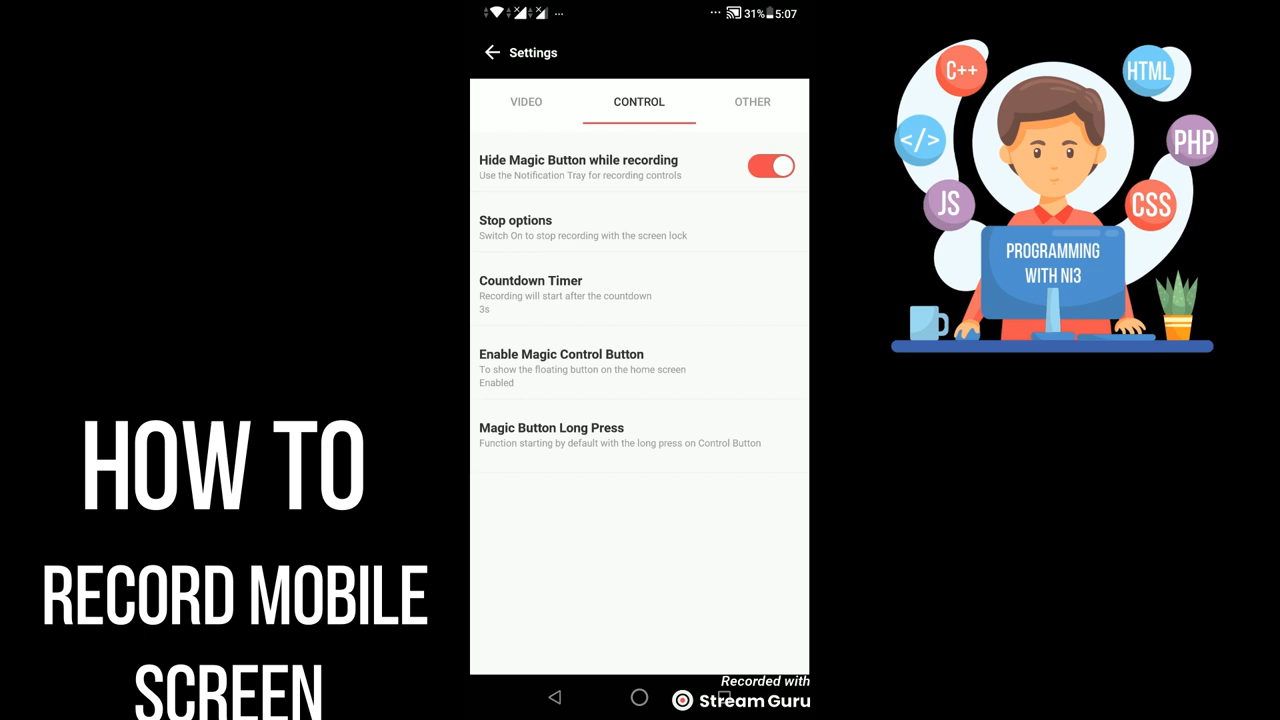 31% 5:07
Settings
VIDEO CONTROL OTHER
Hide Magic Button while recording
Use the Notification Tray for recording controls
Stop options
Switch On to stop recording with the screen lock
Countdown Timer
Recording will start after the countdown
3s
Enable Magic Control Button
To show the floating button on the home screen
Enabled
Magic Button Long Press
Function starting by default with the long press on Control Button
Recorded with
Stream Guru
HOW TO
RECORD MOBILE
SCREEN
C++
HTML
</>
PHP
JS
CSS
PROGRAMMING
WITH NI3